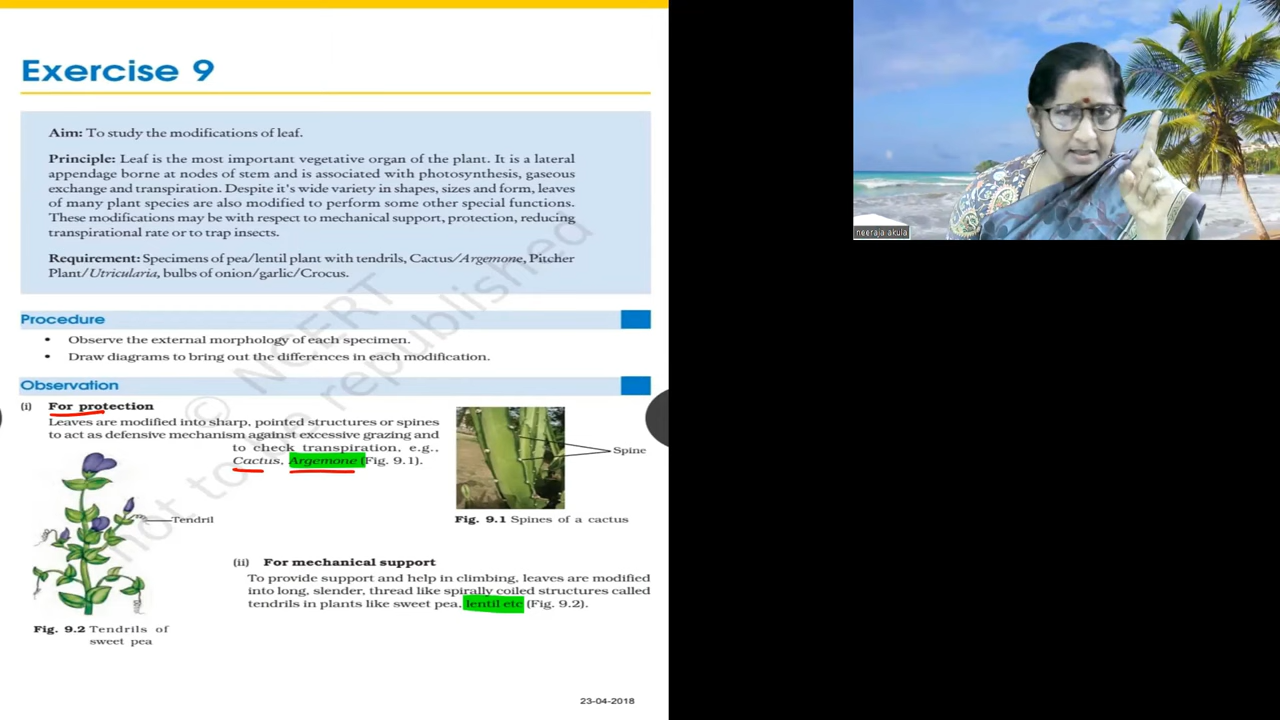 Exercise 9
Aim: To study the modifications of leaf.
Principle: Leaf is the most important vegetative organ of the plant. It is a lateral
appendage borne at nodes of stem and is associated with photosynthesis, gaseous
exchange and transpiration. Despite it's wide variety in shapes, sizes and form, leaves
of many plant species are also modified to perform some other special functions.
These modifications may be with respect to mechanical support, protection, reducing
transpirational rate or to trap insects.
Requirement: Specimens of pea/lentil plant with tendrils, Cactus/Argemone, Pitcher
Plant/Utricularia, bulbs of onion/garlic/Crocus.
Procedure
• Observe the external morphology of each specimen.
• Draw diagrams to bring out the differences in each modification.
Observation
(i) For protection
Leaves are modified into sharp, pointed structures or spines
to act as defensive mechanism against excessive grazing and
to check transpiration, e.g.,
Cactus, Argemone (Fig. 9.1).
Spine
Fig. 9.1 Spines of a cactus
Tendril
(ii) For mechanical support
To provide support and help in climbing, leaves are modified
into long, slender, thread like spirally coiled structures called
tendrils in plants like sweet pea, lentil etc (Fig. 9.2).
Fig. 9.2 Tendrils of
sweet pea
23-04-2018
© NCERT
not to be republished
neeraja akula